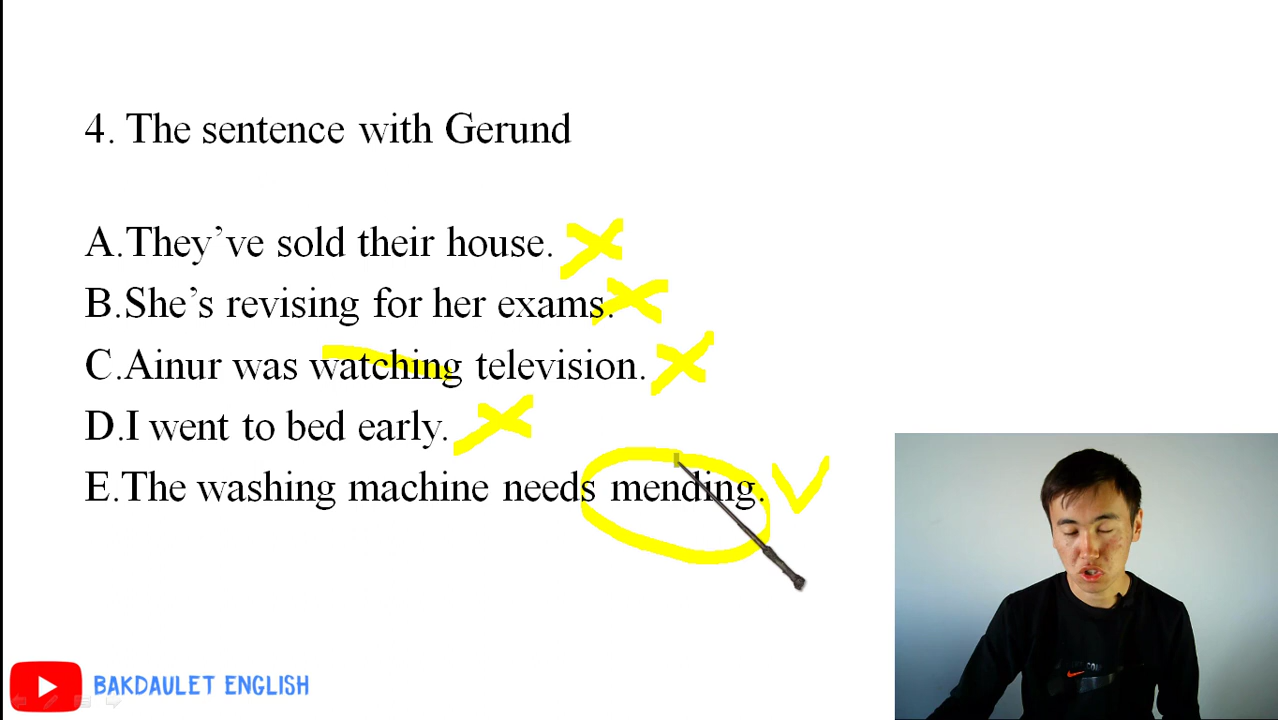 4. The sentence with Gerund
A.They’ve sold their house.
B.She’s revising for her exams.
C.Ainur was watching television.
D.I went to bed early.
E.The washing machine needs mending.
BAKDAULET ENGLISH